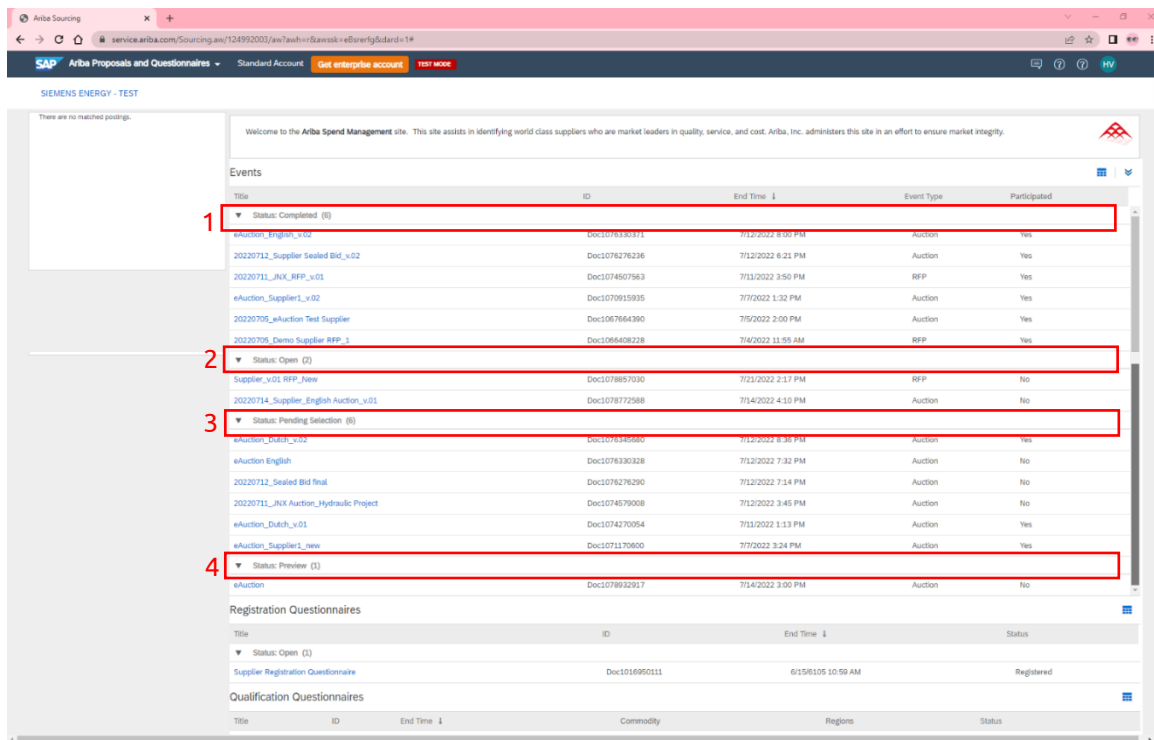 Ariba Sourcing
service.ariba.com/Sourcing.aw/124992003/aw?awh=r&awssk=eBsrerfg&dard=1#
SAP Ariba Proposals and Questionnaires Standard Account Get enterprise account TEST MODE HV
SIEMENS ENERGY - TEST
There are no matched postings.
Welcome to the Ariba Spend Management site. This site assists in identifying world class suppliers who are market leaders in quality, service, and cost. Ariba, Inc. administers this site in an effort to ensure market integrity.
Events
Title ID End Time ↓ Event Type Participated
1 ▼ Status: Completed (6)
eAuction_English_v.02 Doc1076330371 7/12/2022 8:00 PM Auction Yes
20220712_Supplier Sealed Bid_v.02 Doc1076276236 7/12/2022 6:21 PM Auction Yes
20220711_JNX_RFP_v.01 Doc1074507563 7/11/2022 3:50 PM RFP Yes
eAuction_Supplier1_v.02 Doc1070915935 7/7/2022 1:32 PM Auction Yes
20220705_eAuction Test Supplier Doc1067664390 7/5/2022 2:00 PM Auction Yes
20220705_Demo Supplier RFP_1 Doc1066408228 7/4/2022 11:55 AM RFP Yes
2 ▼ Status: Open (2)
Supplier_v.01 RFP_New Doc1078857030 7/21/2022 2:17 PM RFP No
20220714_Supplier_English Auction_v.01 Doc1078772588 7/14/2022 4:10 PM Auction No
3 ▼ Status: Pending Selection (6)
eAuction_Dutch_v.02 Doc1076345680 7/12/2022 8:36 PM Auction Yes
eAuction English Doc1076330328 7/12/2022 7:32 PM Auction No
20220712_Sealed Bid final Doc1076276290 7/12/2022 7:14 PM Auction No
20220711_JNX Auction_Hydraulic Project Doc1074579008 7/12/2022 3:45 PM Auction No
eAuction_Dutch_v.01 Doc1074270054 7/11/2022 1:13 PM Auction Yes
eAuction_Supplier1_new Doc1071170600 7/7/2022 3:24 PM Auction Yes
4 ▼ Status: Preview (1)
eAuction Doc1078932917 7/14/2022 3:00 PM Auction No
Registration Questionnaires
Title ID End Time ↓ Status
▼ Status: Open (1)
Supplier Registration Questionnaire Doc1016950111 6/15/6105 10:59 AM Registered
Qualification Questionnaires
Title ID End Time ↓ Commodity Regions Status